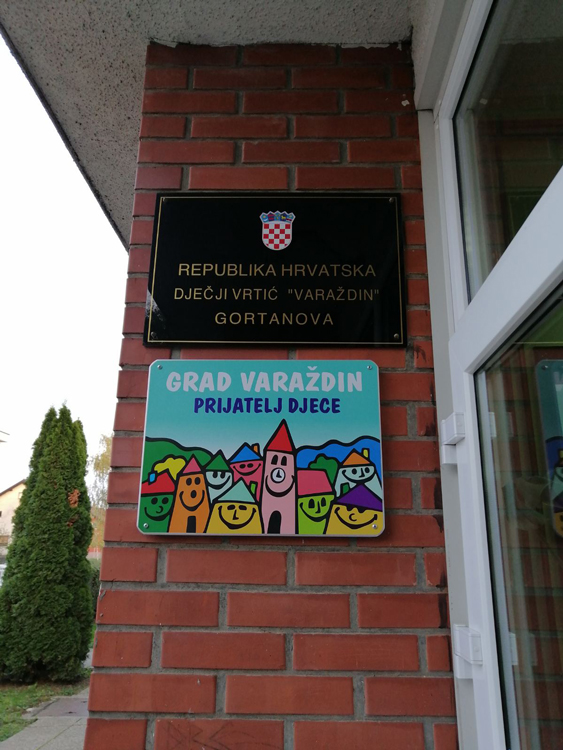 REPUBLIKA HRVATSKA
DJEČJI VRTIĆ "VARAŽDIN"
GORTANOVA
GRAD VARAŽDIN
PRIJATELJ DJECE